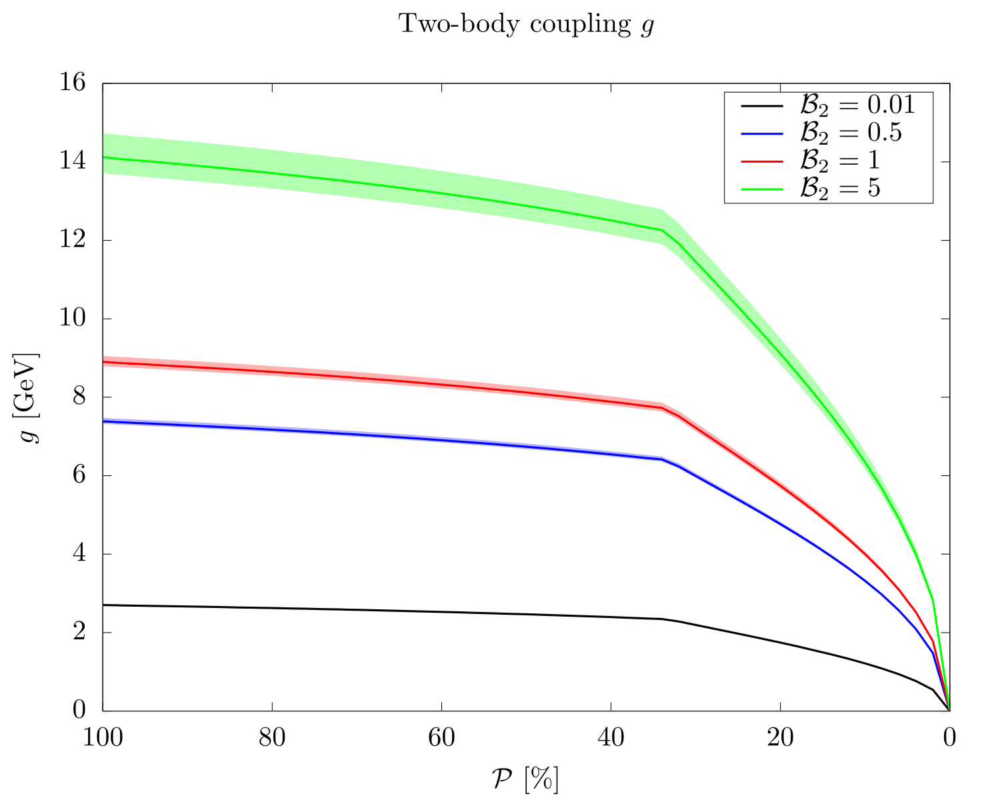 Two-body coupling g
16
14
12
10
8
6
4
2
0
g [GeV]
ℬ₂ = 0.01
ℬ₂ = 0.5
ℬ₂ = 1
ℬ₂ = 5
100 80 60 40 20 0
𝒫 [%]